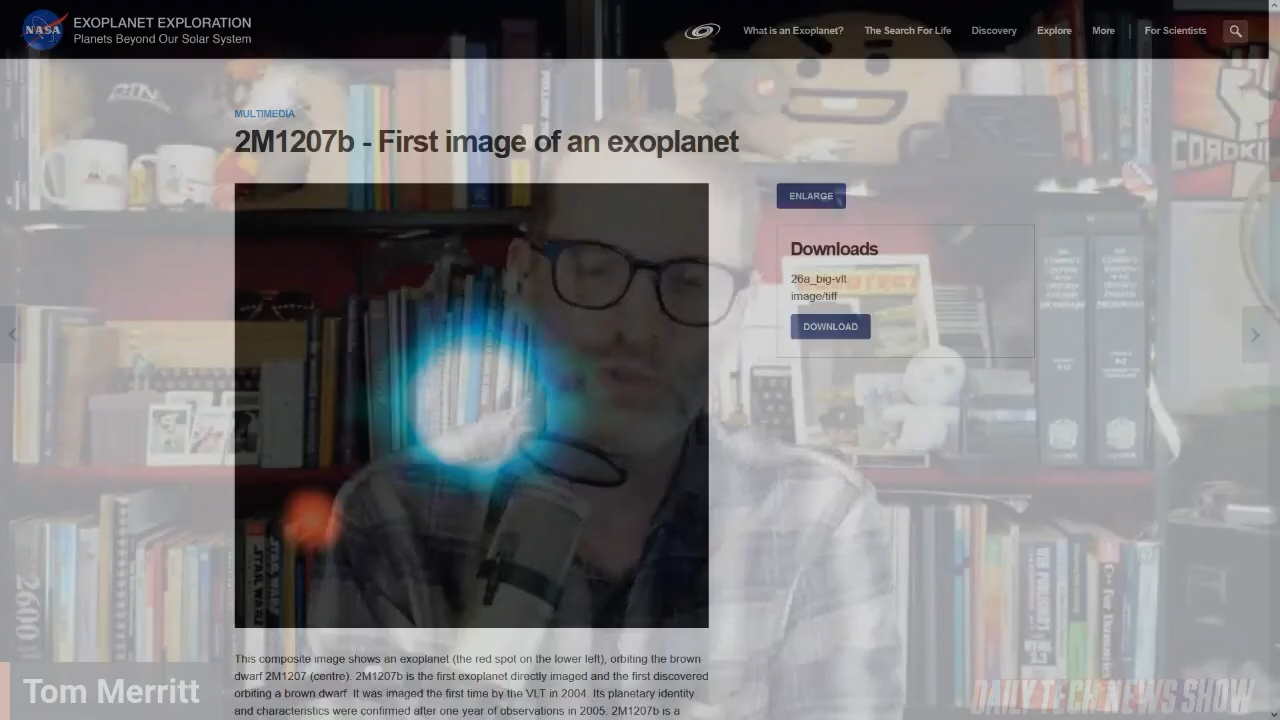 NASA
EXOPLANET EXPLORATION
Planets Beyond Our Solar System
What is an Exoplanet?
The Search For Life
Discovery
Explore
More
For Scientists
MULTIMEDIA
2M1207b - First image of an exoplanet
ENLARGE
Downloads
26a_big-vlt
image/tiff
DOWNLOAD
This composite image shows an exoplanet (the red spot on the lower left), orbiting the brown
dwarf 2M1207 (centre). 2M1207b is the first exoplanet directly imaged and the first discovered
orbiting a brown dwarf. It was imaged the first time by the VLT in 2004. Its planetary identity
and characteristics were confirmed after one year of observations in 2005. 2M1207b is a
STAR WARS
STAR WARS
2600
Tom Merritt
DAILY TECH NEWS SHOW